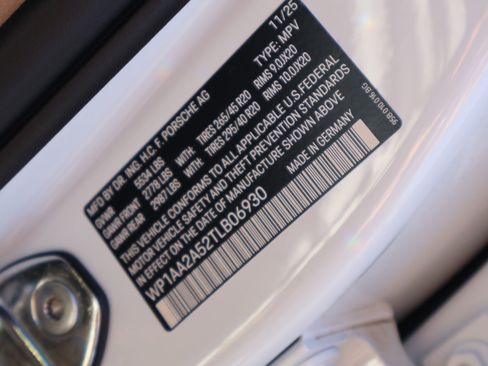 MFD BY DR. ING. H.C. F. PORSCHE AG 11/25
GVWR 5534 LBS TYPE: MPV
GAWR FRONT 2778 LBS WITH: TIRES 265/45 R20 RIMS 9.0JX20
GAWR REAR 2987 LBS WITH: TIRES 295/40 R20 RIMS 10.0JX20
THIS VEHICLE CONFORMS TO ALL APPLICABLE U.S. FEDERAL
MOTOR VEHICLE SAFETY AND THEFT PREVENTION STANDARDS
IN EFFECT ON THE DATE OF MANUFACTURE SHOWN ABOVE
WP1AA2A52TLB06930 MADE IN GERMANY